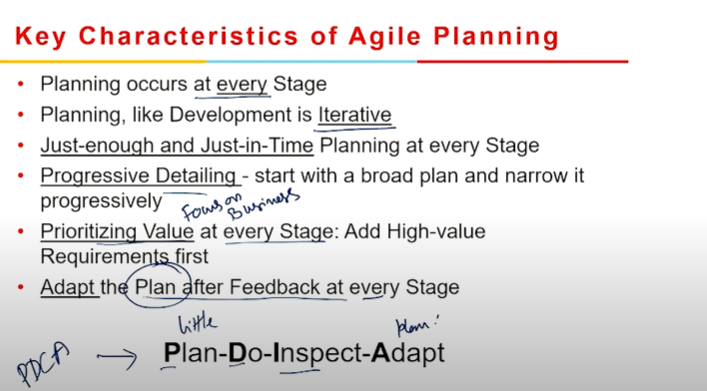 Key Characteristics of Agile Planning
• Planning occurs at every Stage
• Planning, like Development is Iterative
• Just-enough and Just-in-Time Planning at every Stage
• Progressive Detailing - start with a broad plan and narrow it
progressively
Focus on
Business
• Prioritizing Value at every Stage: Add High-value
Requirements first
• Adapt the Plan after Feedback at every Stage
little
plan!
PDCA → Plan-Do-Inspect-Adapt